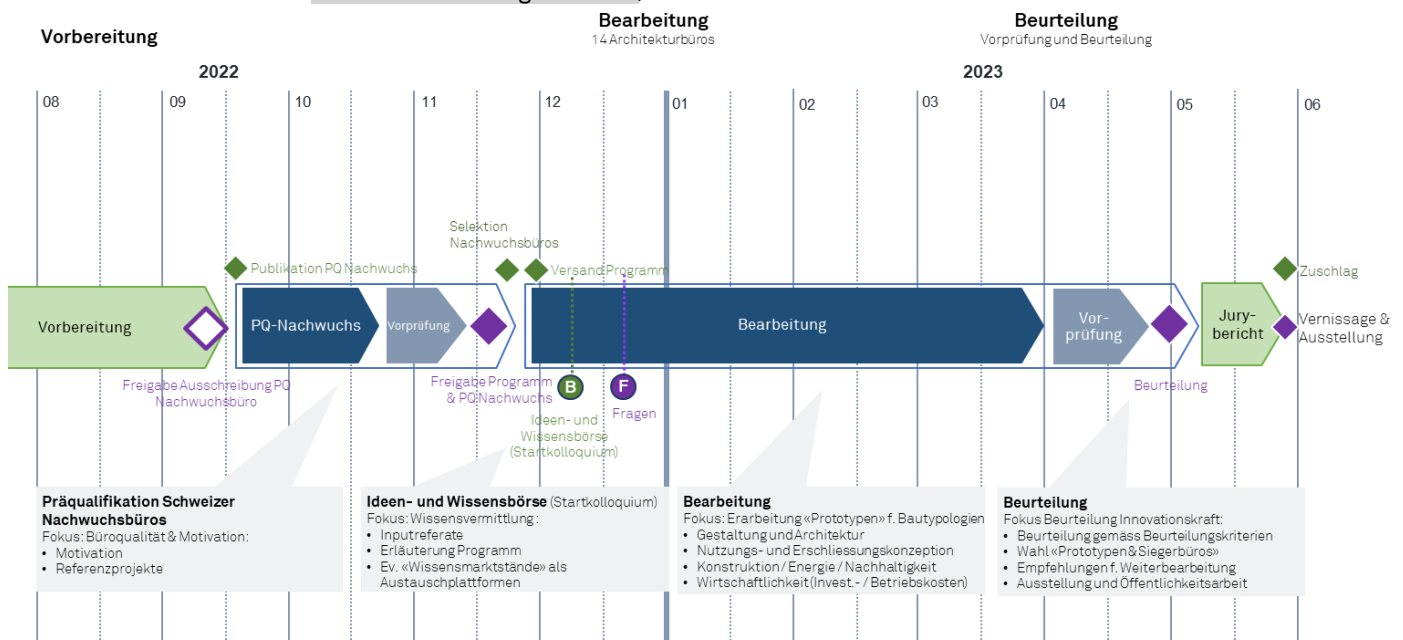 Vorbereitung
Bearbeitung
14 Architekturbüros
Beurteilung
Vorprüfung und Beurteilung
2022
2023
08
09
10
11
12
01
02
03
04
05
06
Selektion
Nachwuchsbüros
Publikation PQ Nachwuchs
Versand Programm
Zuschlag
Vorbereitung
PQ-Nachwuchs
Vorprüfung
Bearbeitung
Vor-
prüfung
Jury-
bericht
Vernissage &
Ausstellung
Freigabe Ausschreibung PQ
Nachwuchsbüro
Freigabe Programm
& PQ Nachwuchs
B
F
Beurteilung
Fragen
Ideen- und
Wissensbörse
(Startkolloquium)
Präqualifikation Schweizer
Nachwuchsbüros
Fokus: Büroqualität & Motivation:
• Motivation
• Referenzprojekte
Ideen- und Wissensbörse (Startkolloquium)
Fokus: Wissensvermittlung :
• Inputreferate
• Erläuterung Programm
• Ev. «Wissensmarktstände» als
Austauschplattformen
Bearbeitung
Fokus: Erarbeitung «Prototypen» f. Bautypologien
• Gestaltung und Architektur
• Nutzungs- und Erschliessungskonzeption
• Konstruktion / Energie / Nachhaltigkeit
• Wirtschaftlichkeit (Invest.- / Betriebskosten)
Beurteilung
Fokus Beurteilung Innovationskraft:
• Beurteilung gemäss Beurteilungskriterien
• Wahl «Prototypen & Siegerbüros»
• Empfehlungen f. Weiterbearbeitung
• Ausstellung und Öffentlichkeitsarbeit